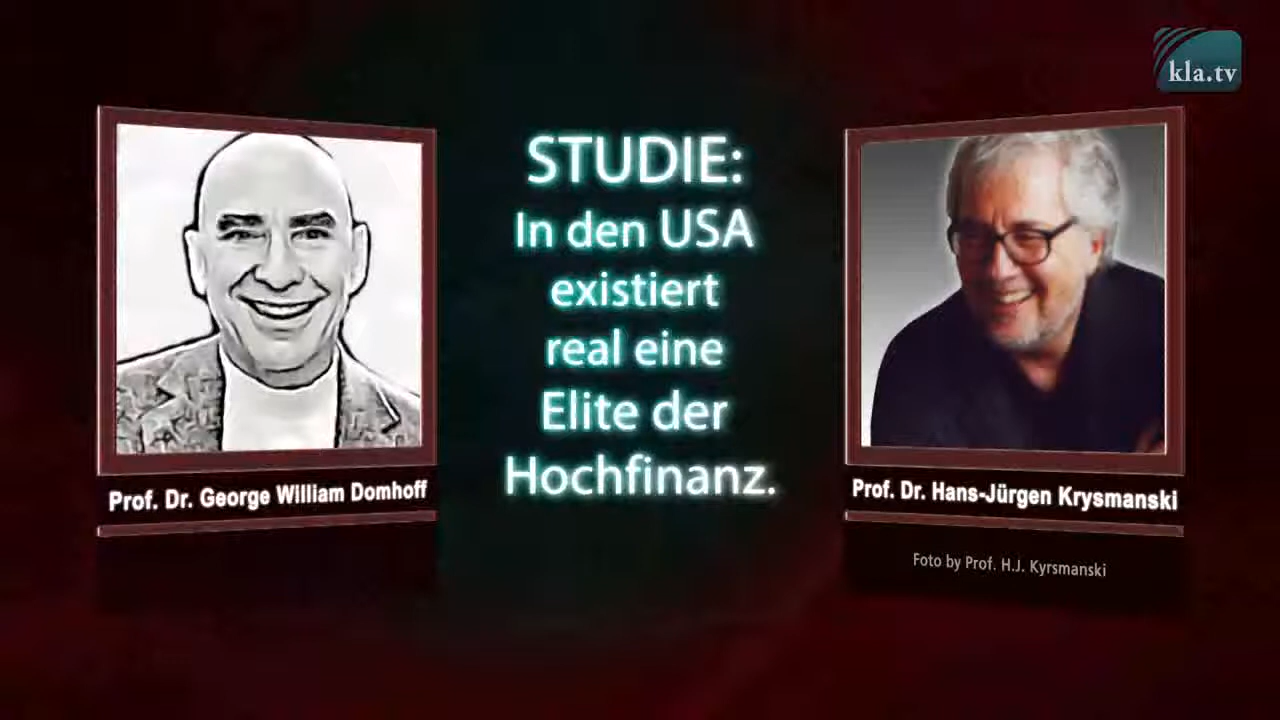 kla.tv
STUDIE:
In den USA
existiert
real eine
Elite der
Hochfinanz.
Prof. Dr. George William Domhoff
Prof. Dr. Hans-Jürgen Krysmanski
Foto by Prof. H.J. Kyrsmanski